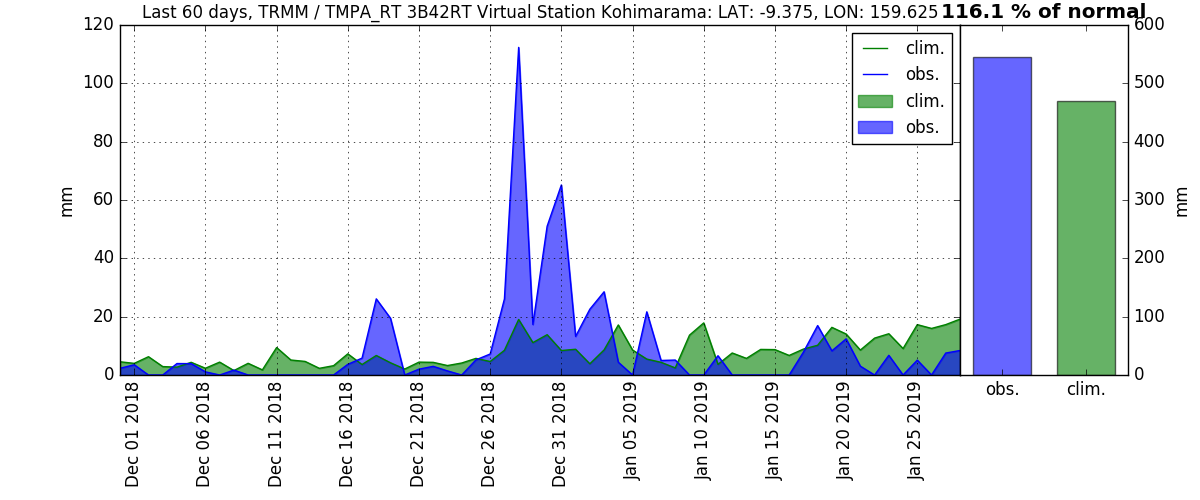 Last 60 days, TRMM / TMPA_RT 3B42RT Virtual Station Kohimarama: LAT: -9.375, LON: 159.625 116.1 % of normal
120
100
80
60
40
20
0
mm
clim.
obs.
clim.
obs.
600
500
400
300
200
100
0
mm
obs.
clim.
Dec 01 2018
Dec 06 2018
Dec 11 2018
Dec 16 2018
Dec 21 2018
Dec 26 2018
Dec 31 2018
Jan 05 2019
Jan 10 2019
Jan 15 2019
Jan 20 2019
Jan 25 2019